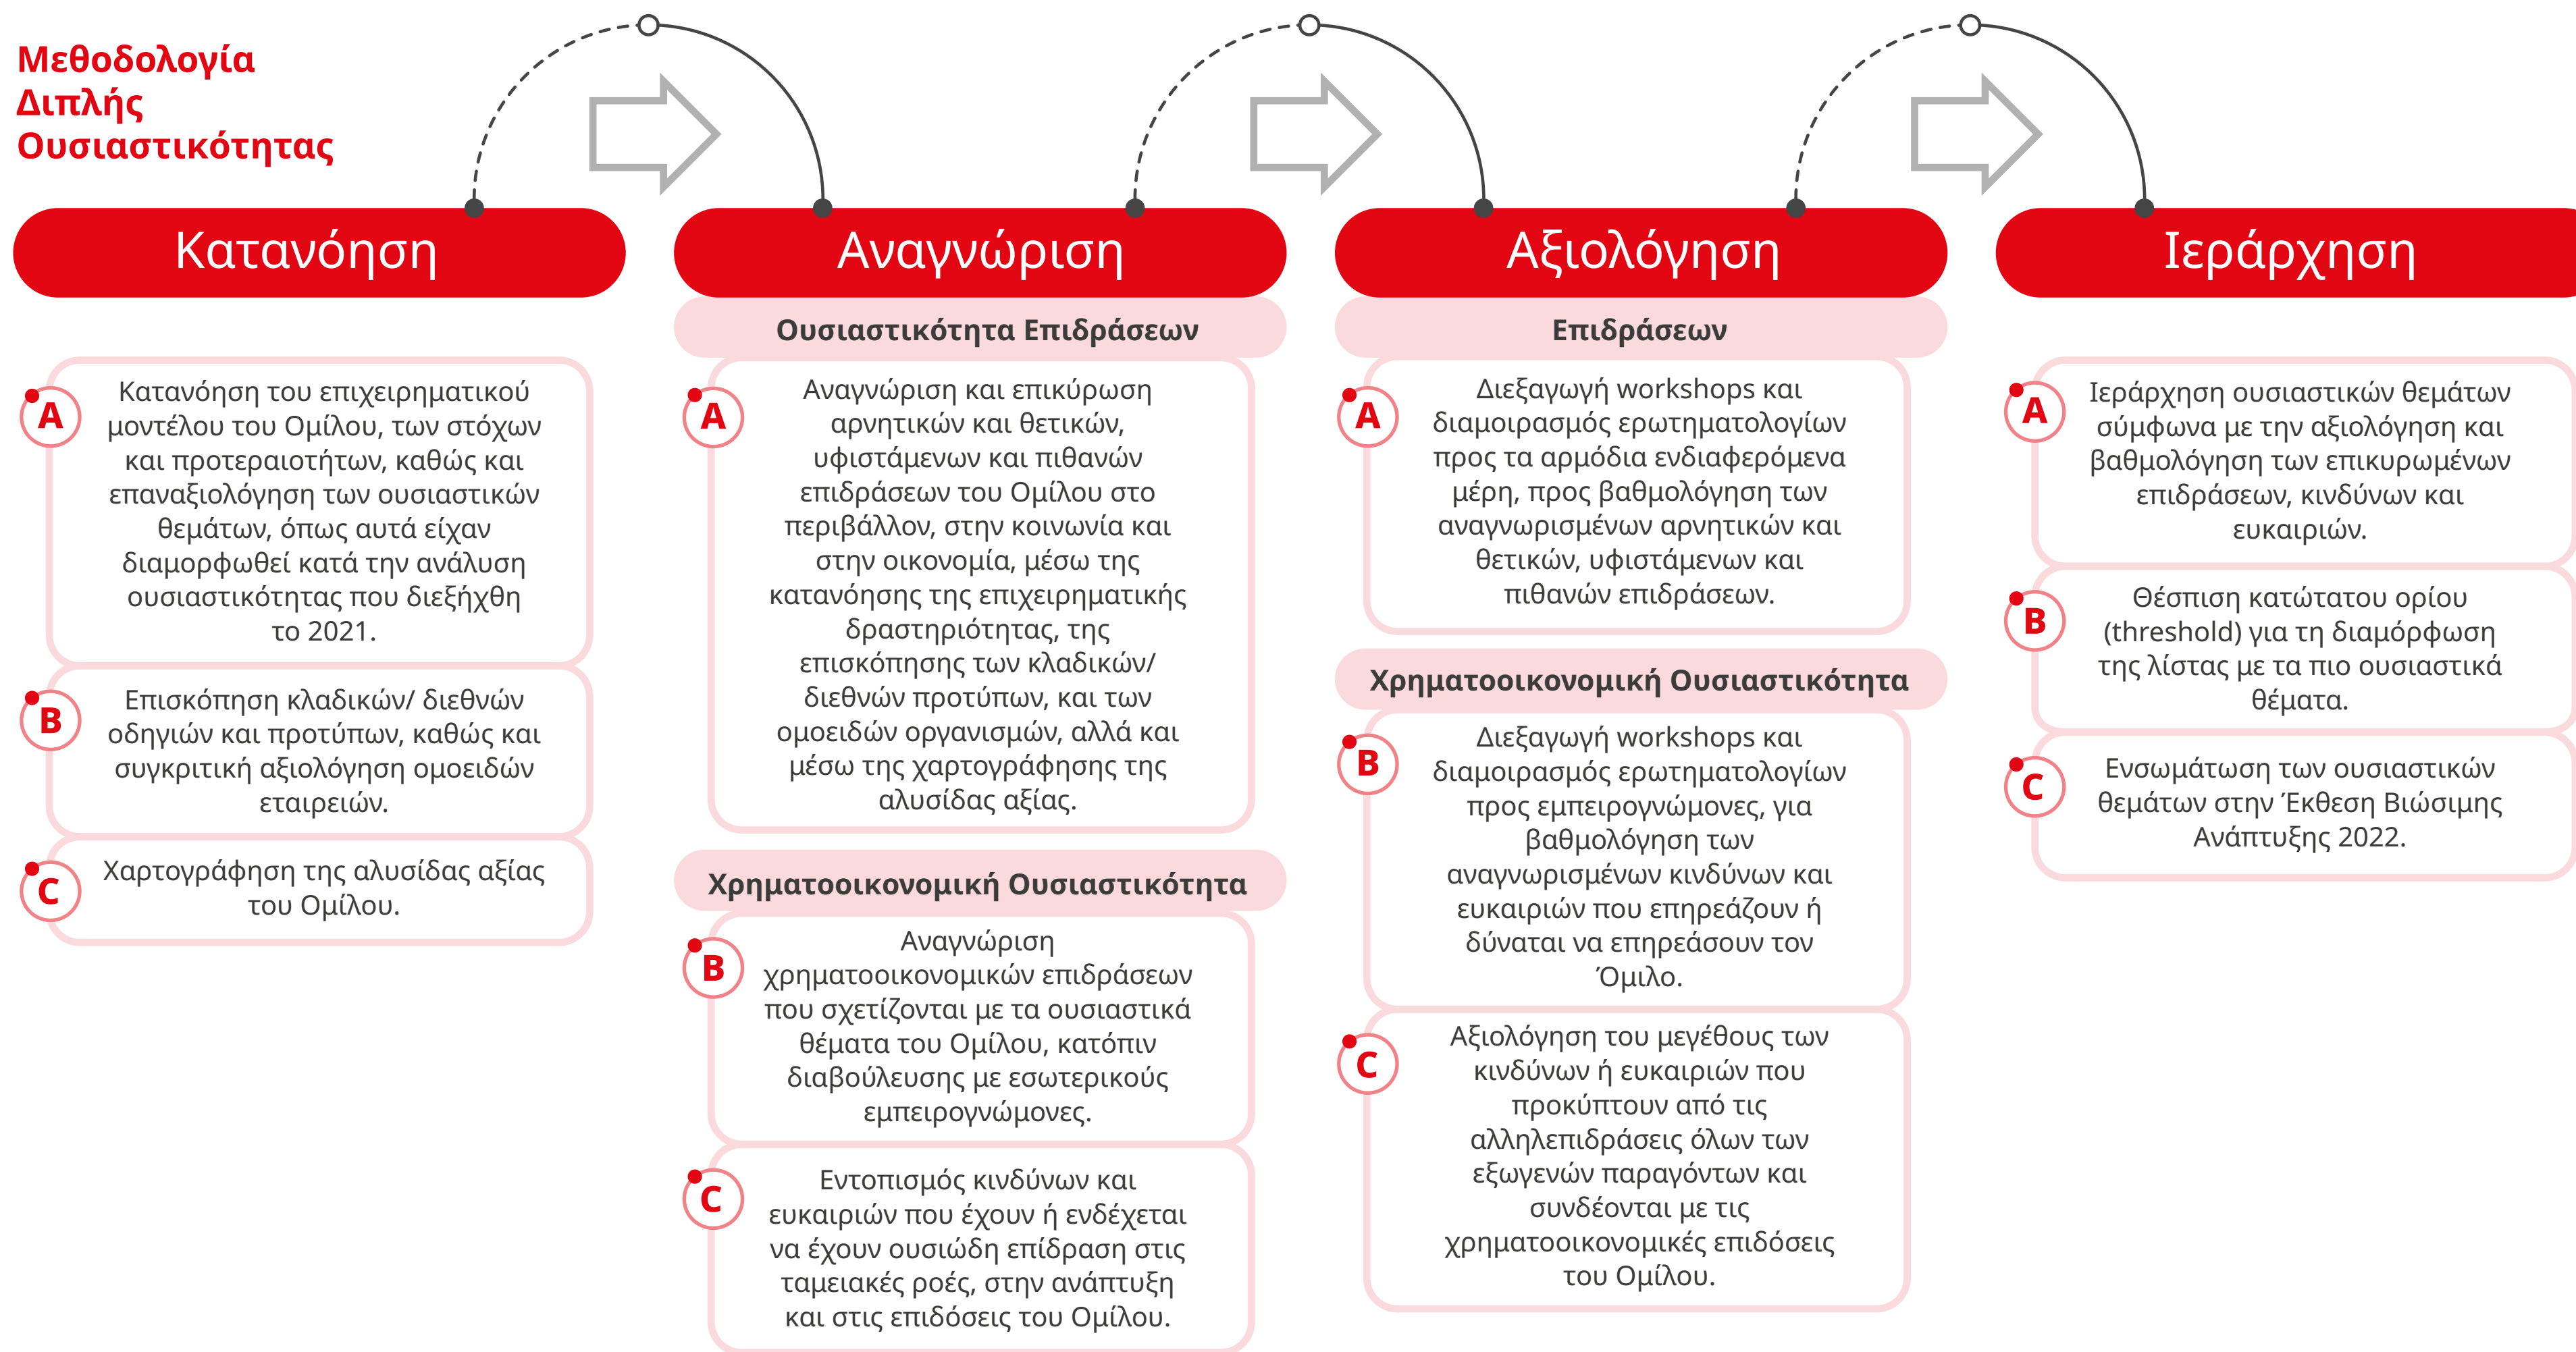 Μεθοδολογία
Διπλής
Ουσιαστικότητας
Κατανόηση
A
Κατανόηση του επιχειρηματικού
μοντέλου του Ομίλου, των στόχων
και προτεραιοτήτων, καθώς και
επαναξιολόγηση των ουσιαστικών
θεμάτων, όπως αυτά είχαν
διαμορφωθεί κατά την ανάλυση
ουσιαστικότητας που διεξήχθη
το 2021.
B
Επισκόπηση κλαδικών/ διεθνών
οδηγιών και προτύπων, καθώς και
συγκριτική αξιολόγηση ομοειδών
εταιρειών.
C
Χαρτογράφηση της αλυσίδας αξίας
του Ομίλου.
Αναγνώριση
Ουσιαστικότητα Επιδράσεων
A
Αναγνώριση και επικύρωση
αρνητικών και θετικών,
υφιστάμενων και πιθανών
επιδράσεων του Ομίλου στο
περιβάλλον, στην κοινωνία και
στην οικονομία, μέσω της
κατανόησης της επιχειρηματικής
δραστηριότητας, της
επισκόπησης των κλαδικών/
διεθνών προτύπων, και των
ομοειδών οργανισμών, αλλά και
μέσω της χαρτογράφησης της
αλυσίδας αξίας.
Χρηματοοικονομική Ουσιαστικότητα
B
Αναγνώριση
χρηματοοικονομικών επιδράσεων
που σχετίζονται με τα ουσιαστικά
θέματα του Ομίλου, κατόπιν
διαβούλευσης με εσωτερικούς
εμπειρογνώμονες.
C
Εντοπισμός κινδύνων και
ευκαιριών που έχουν ή ενδέχεται
να έχουν ουσιώδη επίδραση στις
ταμειακές ροές, στην ανάπτυξη
και στις επιδόσεις του Ομίλου.
Αξιολόγηση
Επιδράσεων
A
Διεξαγωγή workshops και
διαμοιρασμός ερωτηματολογίων
προς τα αρμόδια ενδιαφερόμενα
μέρη, προς βαθμολόγηση των
αναγνωρισμένων αρνητικών και
θετικών, υφιστάμενων και
πιθανών επιδράσεων.
Χρηματοοικονομική Ουσιαστικότητα
B
Διεξαγωγή workshops και
διαμοιρασμός ερωτηματολογίων
προς εμπειρογνώμονες, για
βαθμολόγηση των
αναγνωρισμένων κινδύνων και
ευκαιριών που επηρεάζουν ή
δύναται να επηρεάσουν τον
Όμιλο.
C
Αξιολόγηση του μεγέθους των
κινδύνων ή ευκαιριών που
προκύπτουν από τις
αλληλεπιδράσεις όλων των
εξωγενών παραγόντων και
συνδέονται με τις
χρηματοοικονομικές επιδόσεις
του Ομίλου.
Ιεράρχηση
A
Ιεράρχηση ουσιαστικών θεμάτων
σύμφωνα με την αξιολόγηση και
βαθμολόγηση των επικυρωμένων
επιδράσεων, κινδύνων και
ευκαιριών.
B
Θέσπιση κατώτατου ορίου
(threshold) για τη διαμόρφωση
της λίστας με τα πιο ουσιαστικά
θέματα.
C
Ενσωμάτωση των ουσιαστικών
θεμάτων στην Έκθεση Βιώσιμης
Ανάπτυξης 2022.